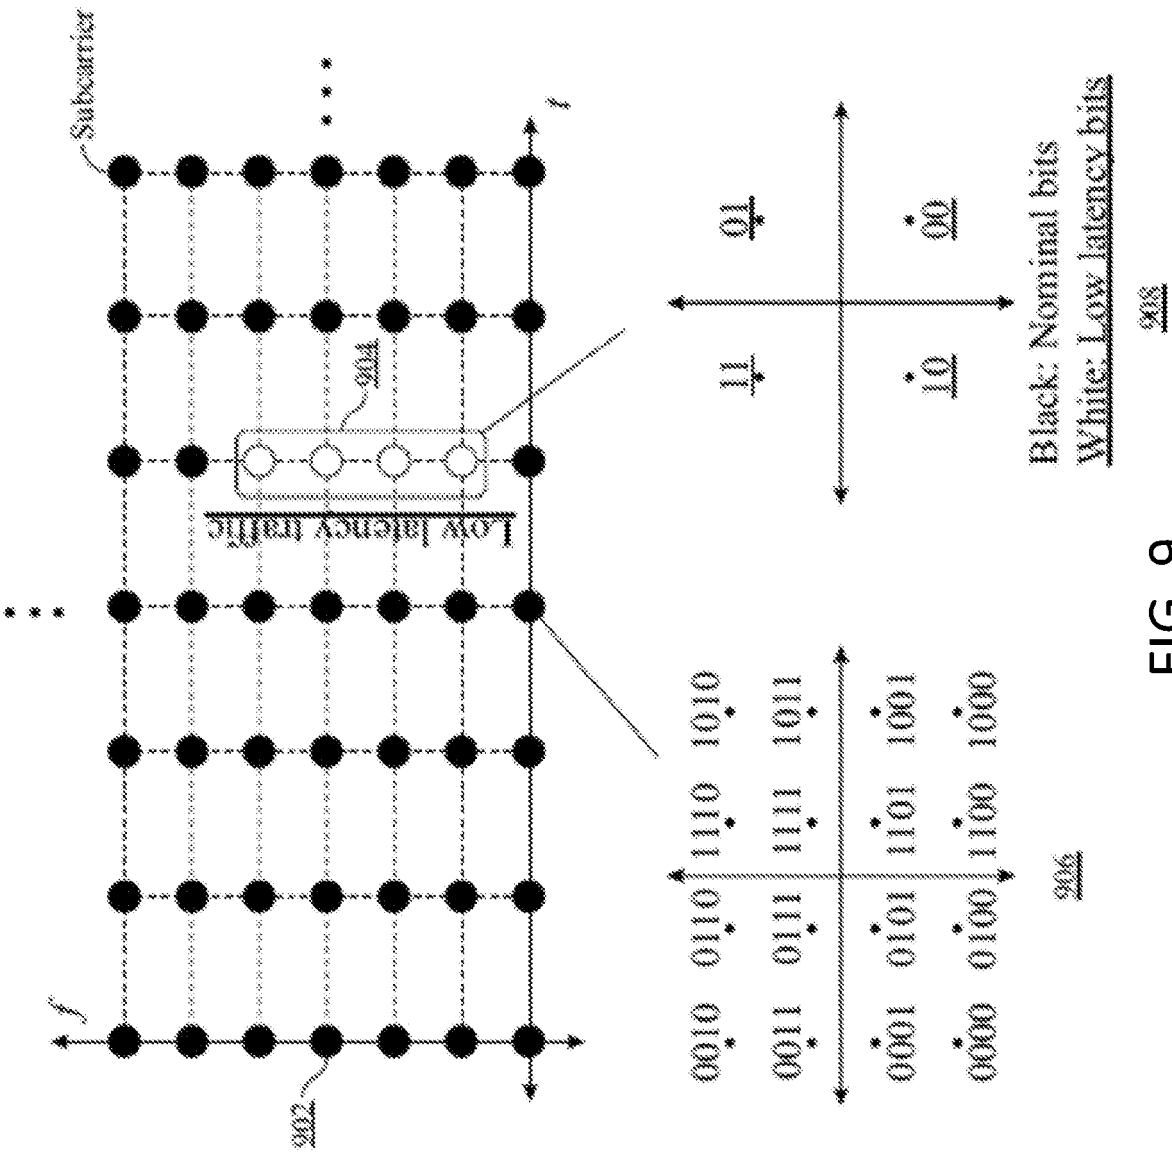 Subcarrier
f
t
902
904
Low latency traffic
0010 0110 1110 1010
0011 0111 1111 1011
0001 0101 1101 1001
0000 0100 1100 1000
906
11 01
10 00
Black: Nominal bits
White: Low latency bits
908
FIG. 9